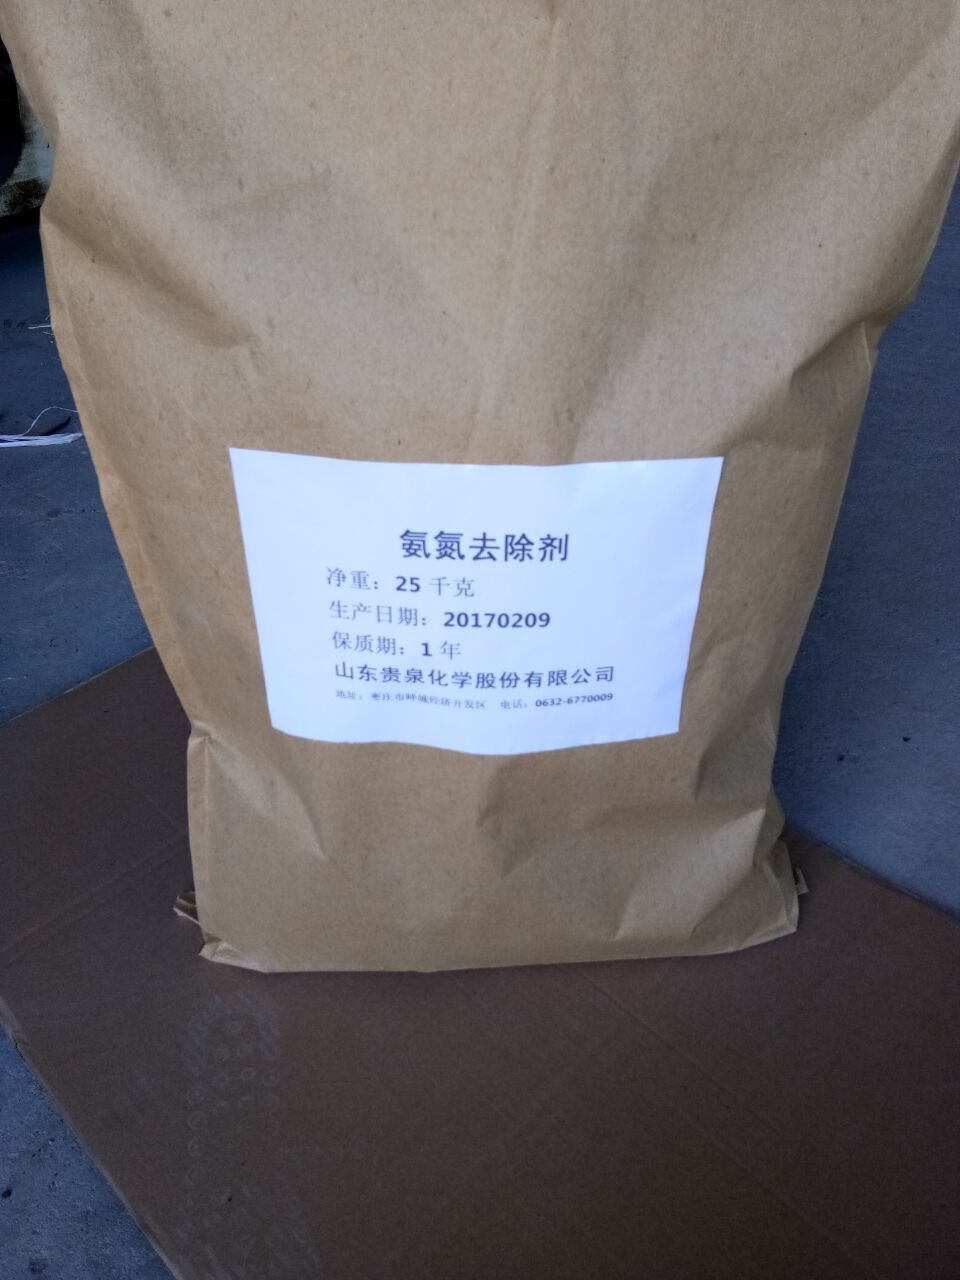 氨氮去除剂
净重：25 千克
生产日期：20170209
保质期：1 年
山东贵泉化学股份有限公司
地址：枣庄市峄城经济开发区 电话：0632-6770009